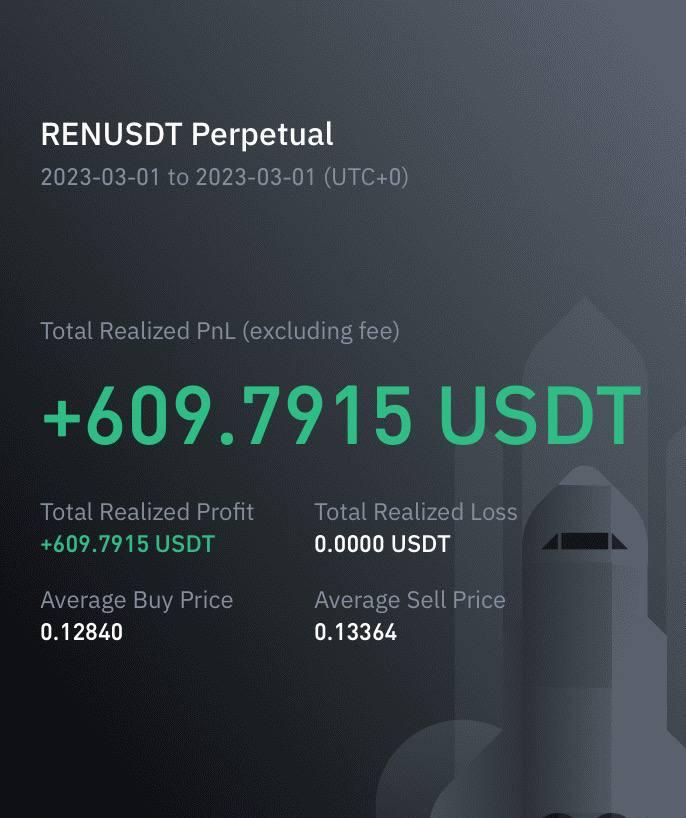 RENUSDT Perpetual
2023-03-01 to 2023-03-01 (UTC+0)
Total Realized PnL (excluding fee)
+609.7915 USDT
Total Realized Profit
Total Realized Loss
+609.7915 USDT
0.0000 USDT
Average Buy Price
Average Sell Price
0.12840
0.13364